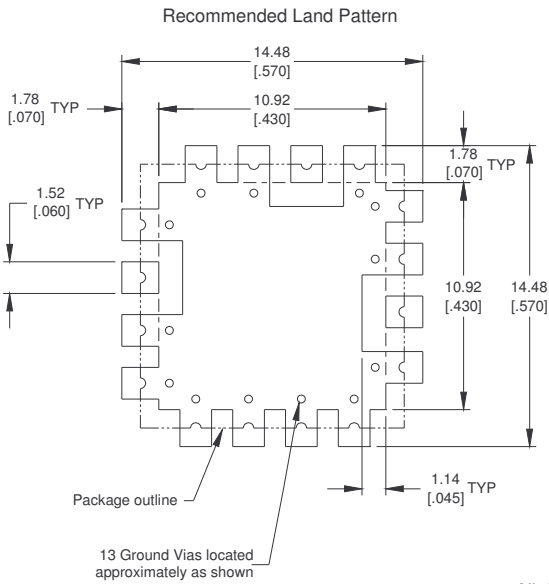 Recommended Land Pattern
14.48
[.570]
1.78
[.070] TYP
10.92
[.430]
1.78
[.070] TYP
1.52
[.060] TYP
10.92
[.430]
14.48
[.570]
1.14
[.045] TYP
Package outline
13 Ground Vias located
approximately as shown